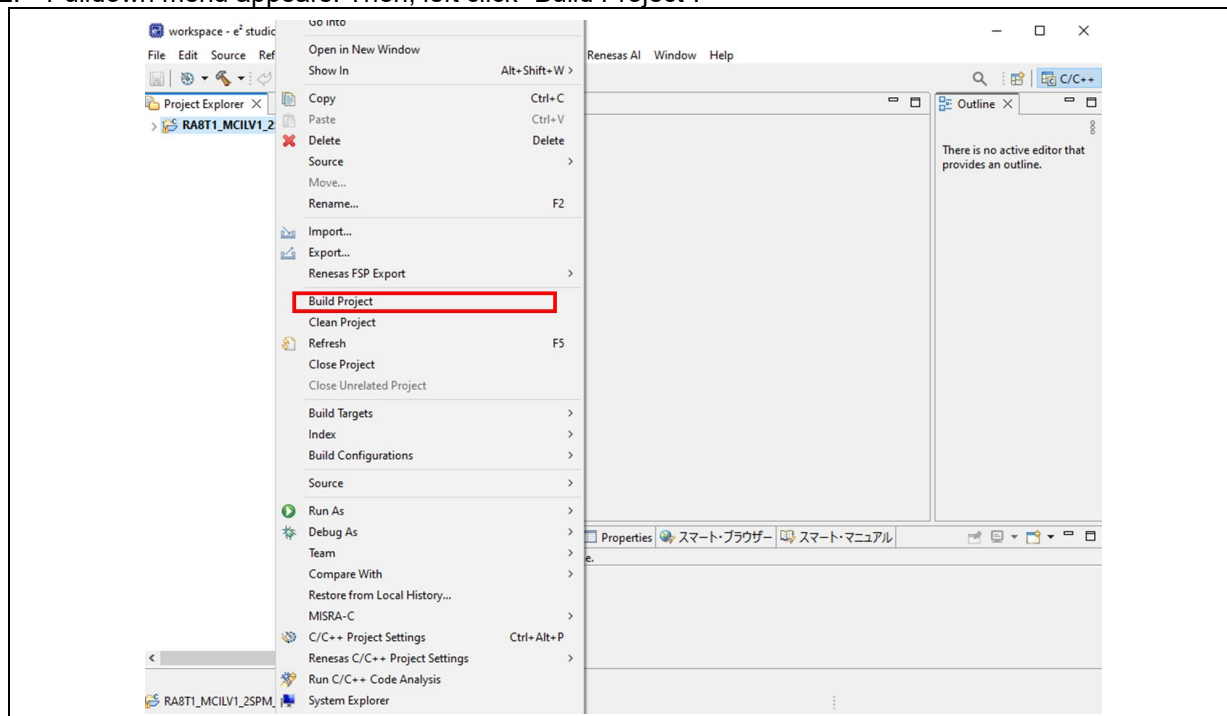 2. Pulldown menu appears. Then, left click "Build Project".
workspace - e² studio
Go Into
File Edit Source Ref
Renesas AI Window Help
Open in New Window
Show In Alt+Shift+W >
C/C++
Project Explorer
Outline
RA8T1_MCILV1_2S
There is no active editor that
provides an outline.
Copy Ctrl+C
Paste Ctrl+V
Delete Delete
Source >
Move...
Rename... F2
Import...
Export...
Renesas FSP Export >
Build Project
Clean Project
Refresh F5
Close Project
Close Unrelated Project
Build Targets >
Index >
Build Configurations >
Source >
Run As >
Debug As >
Properties スマート・ブラウザー スマート・マニュアル
Team >
e.
Compare With >
Restore from Local History...
MISRA-C >
C/C++ Project Settings Ctrl+Alt+P
Renesas C/C++ Project Settings >
Run C/C++ Code Analysis
System Explorer
RA8T1_MCILV1_2SPM_